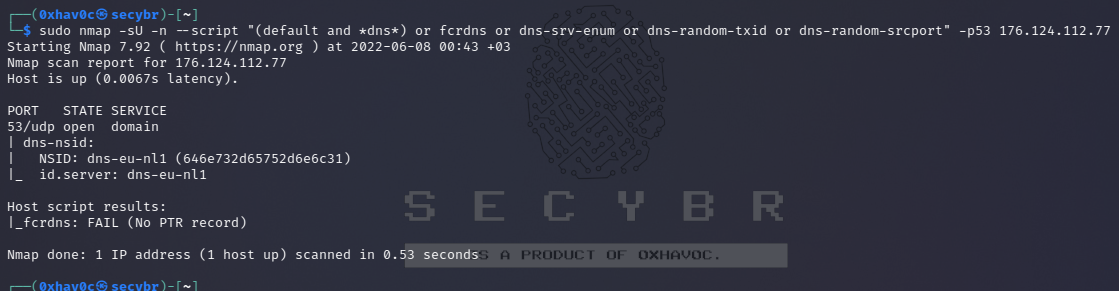 ┌──(0xhav0c㉿secybr)-[~]
└─$ sudo nmap -sU -n --script "(default and *dns*) or fcrdns or dns-srv-enum or dns-random-txid or dns-random-srcport" -p53 176.124.112.77
Starting Nmap 7.92 ( https://nmap.org ) at 2022-06-08 00:43 +03
Nmap scan report for 176.124.112.77
Host is up (0.0067s latency).
PORT   STATE SERVICE
53/udp open  domain
| dns-nsid:
|   NSID: dns-eu-nl1 (646e732d65752d6e6c31)
|_  id.server: dns-eu-nl1
Host script results:
|_fcrdns: FAIL (No PTR record)
SECYBR
Nmap done: 1 IP address (1 host up) scanned in 0.53 seconds
S A PRODUCT OF 0XHAVOC.
┌──(0xhav0c㉿secybr)-[~]